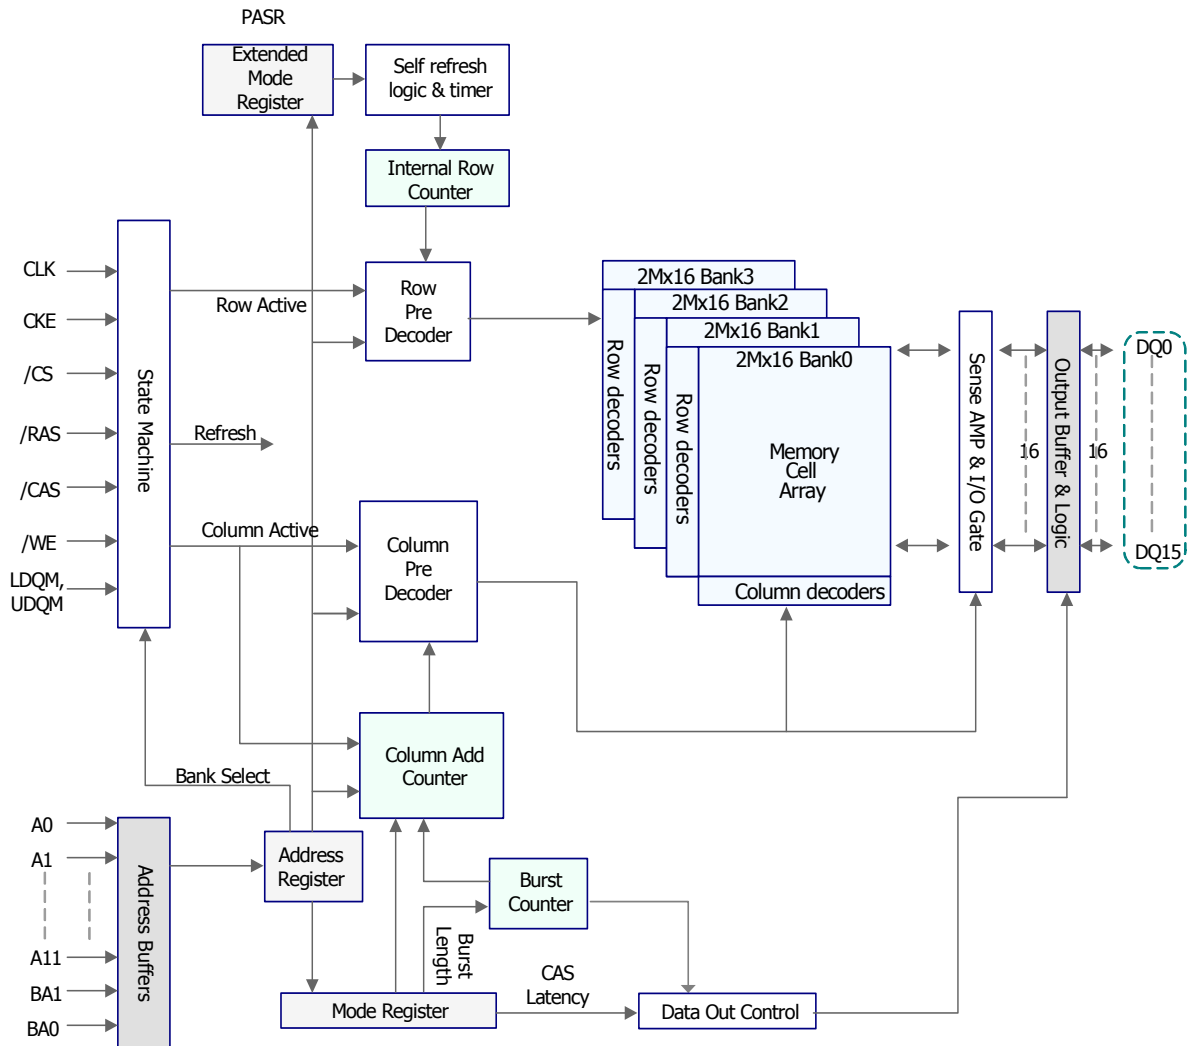 PASR
Extended
Mode
Register
Self refresh
logic & timer
Internal Row
Counter
CLK
CKE
/CS
/RAS
/CAS
/WE
LDQM,
UDQM
State Machine
Row Active
Refresh
Column Active
Row
Pre
Decoder
Column
Pre
Decoder
2Mx16 Bank3
2Mx16 Bank2
2Mx16 Bank1
2Mx16 Bank0
Row decoders
Row decoders
Row decoders
Memory
Cell
Array
Column decoders
Sense AMP & I/O Gate
16
Output Buffer & Logic
16
DQ0
DQ15
Column Add
Counter
Bank Select
A0
A1
A11
BA1
BA0
Address Buffers
Address
Register
Burst
Counter
Burst
Length
Mode Register
CAS
Latency
Data Out Control